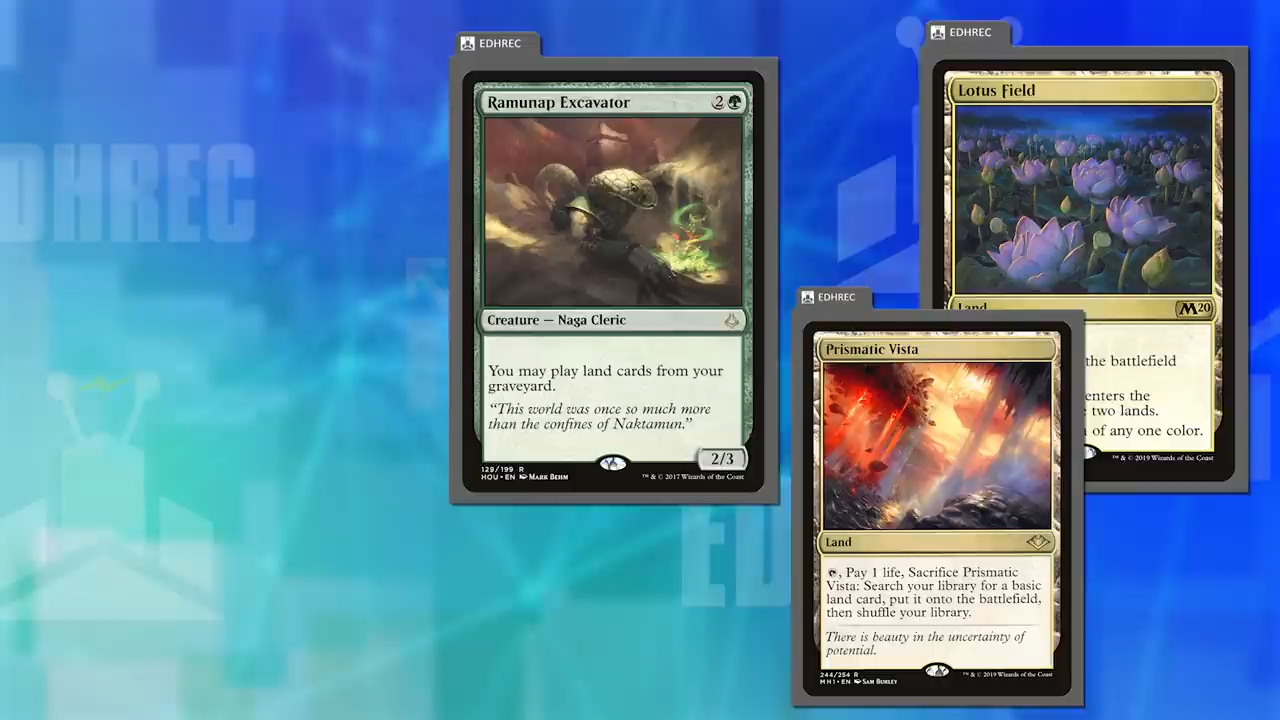 EDHREC
Ramunap Excavator 2
Creature — Naga Cleric
You may play land cards from your
graveyard.
“This world was once so much more
than the confines of Naktamun.”
2/3
129/199 R
HOU • EN MARK BEHM
™ & © 2017 Wizards of the Coast
EDHREC
Lotus Field
Land M20
the battlefield
enters the
two lands.
of any one color.
™ & © 2019 Wizards of the Coast
EDHREC
Prismatic Vista
Land
, Pay 1 life, Sacrifice Prismatic
Vista: Search your library for a basic
land card, put it onto the battlefield,
then shuffle your library.
There is beauty in the uncertainty of
potential.
244/254 R
MH1 • EN SAM BURLEY
™ & © 2019 Wizards of the Coast
DHREC
ED